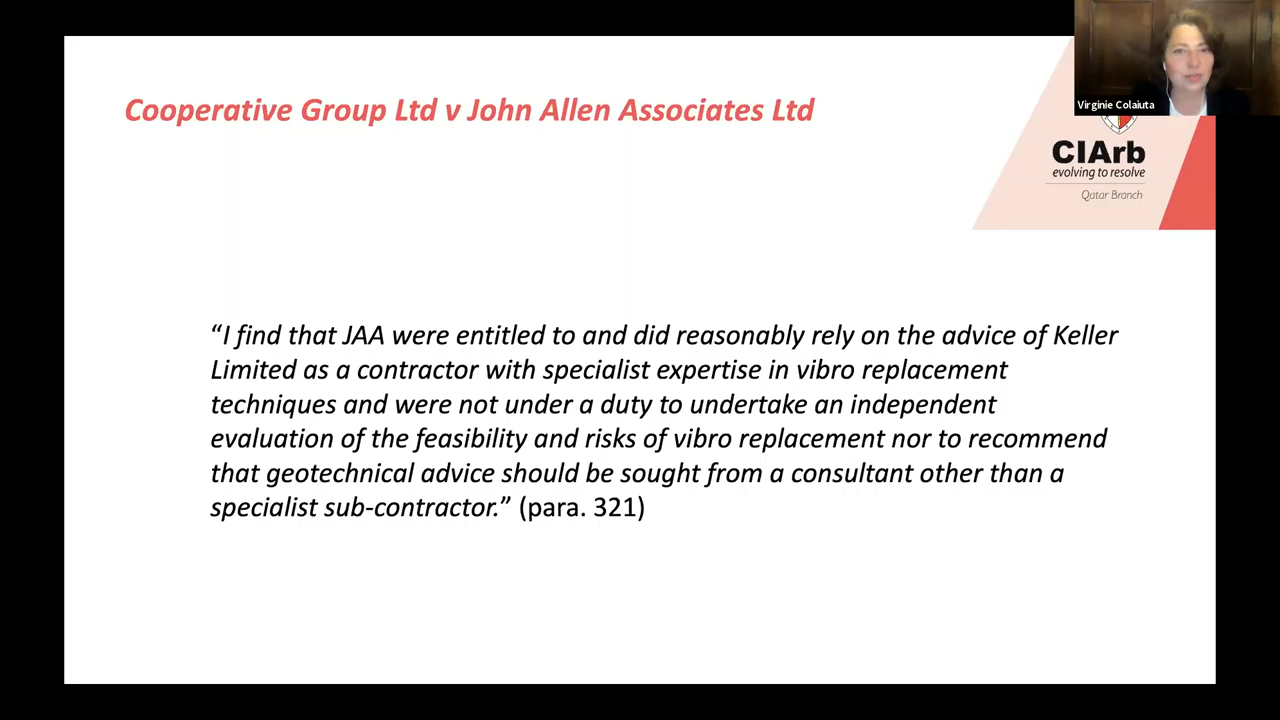 Cooperative Group Ltd v John Allen Associates Ltd
Virginie Colaiuta
CIArb
evolving to resolve
Qatar Branch
“I find that JAA were entitled to and did reasonably rely on the advice of Keller
Limited as a contractor with specialist expertise in vibro replacement
techniques and were not under a duty to undertake an independent
evaluation of the feasibility and risks of vibro replacement nor to recommend
that geotechnical advice should be sought from a consultant other than a
specialist sub-contractor.” (para. 321)